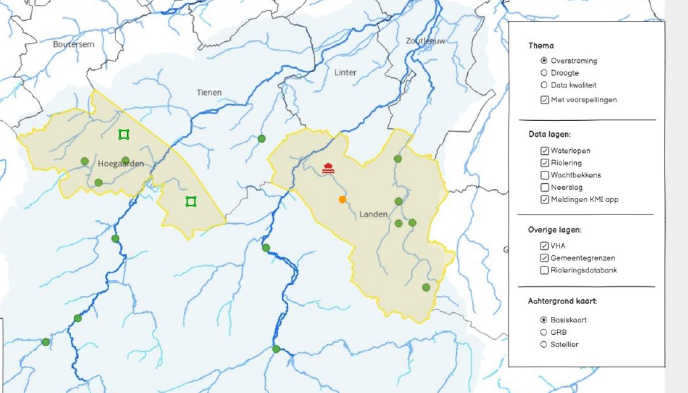 Boutersem
Zoutleeuw
Linter
Tienen
Hoegaarden
Landen
G
Thema
Overstroming
Droogte
Data kwaliteit
Met voorspellingen
Data lagen:
Waterlopen
Riolering
Wachtbekkens
Neerslag
Meldingen KMI app
Overige lagen:
VHA
Gemeentegrenzen
Rioleringsdatabank
Achtergrond kaart:
Basiskaart
GRB
Satelliet